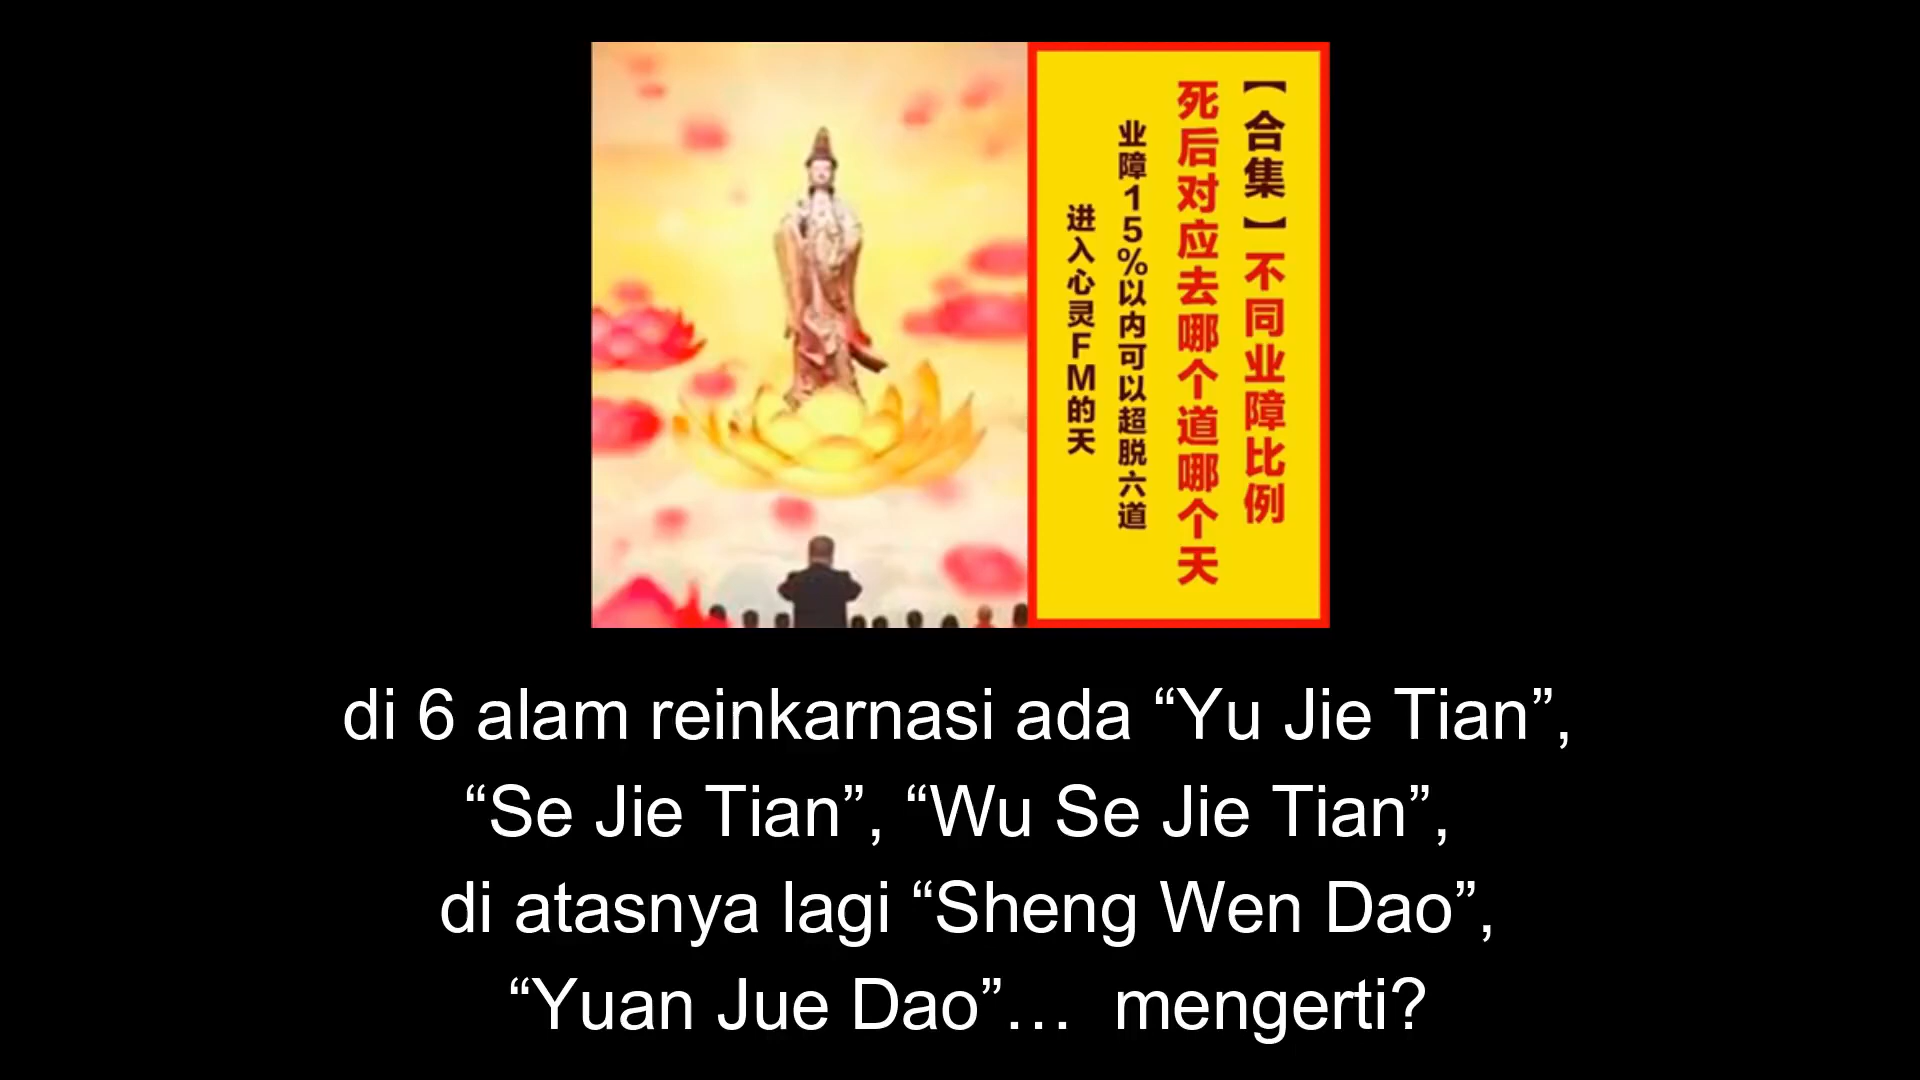 【合集】不同业障比例
死后对应去哪个道哪个天
业障15%以内可以超脱六道
进入心灵FM的天
di 6 alam reinkarnasi ada “Yu Jie Tian”,
“Se Jie Tian”, “Wu Se Jie Tian”,
di atasnya lagi “Sheng Wen Dao”,
“Yuan Jue Dao”… mengerti?